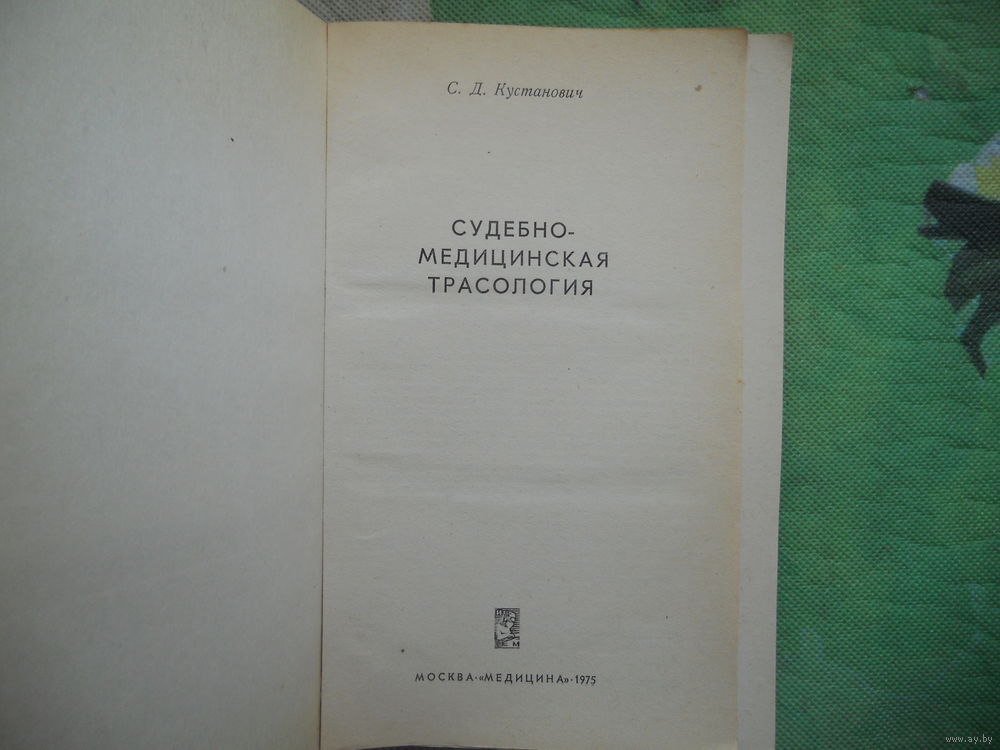 С. Д. Кустанович
СУДЕБНО-
МЕДИЦИНСКАЯ
ТРАСОЛОГИЯ
МОСКВА·«МЕДИЦИНА»·1975
www.ay.by